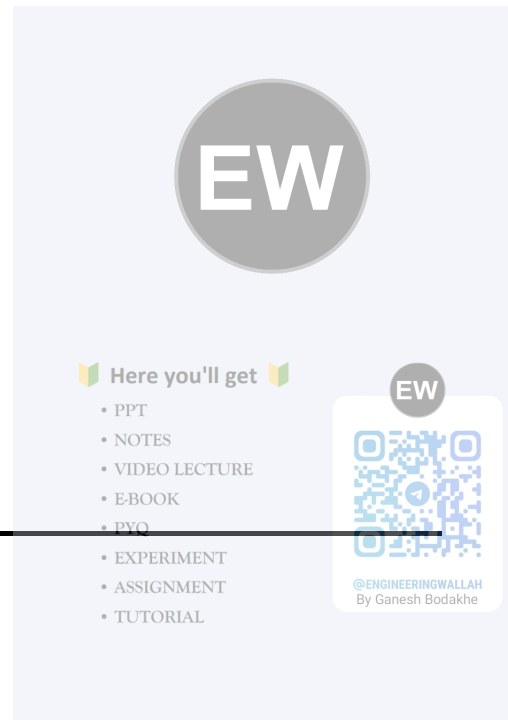 EW
Here you'll get
• PPT
• NOTES
• VIDEO LECTURE
• E-BOOK
• PYQ
• EXPERIMENT
• ASSIGNMENT
• TUTORIAL
EW
@ENGINEERINGWALLAH
By Ganesh Bodakhe